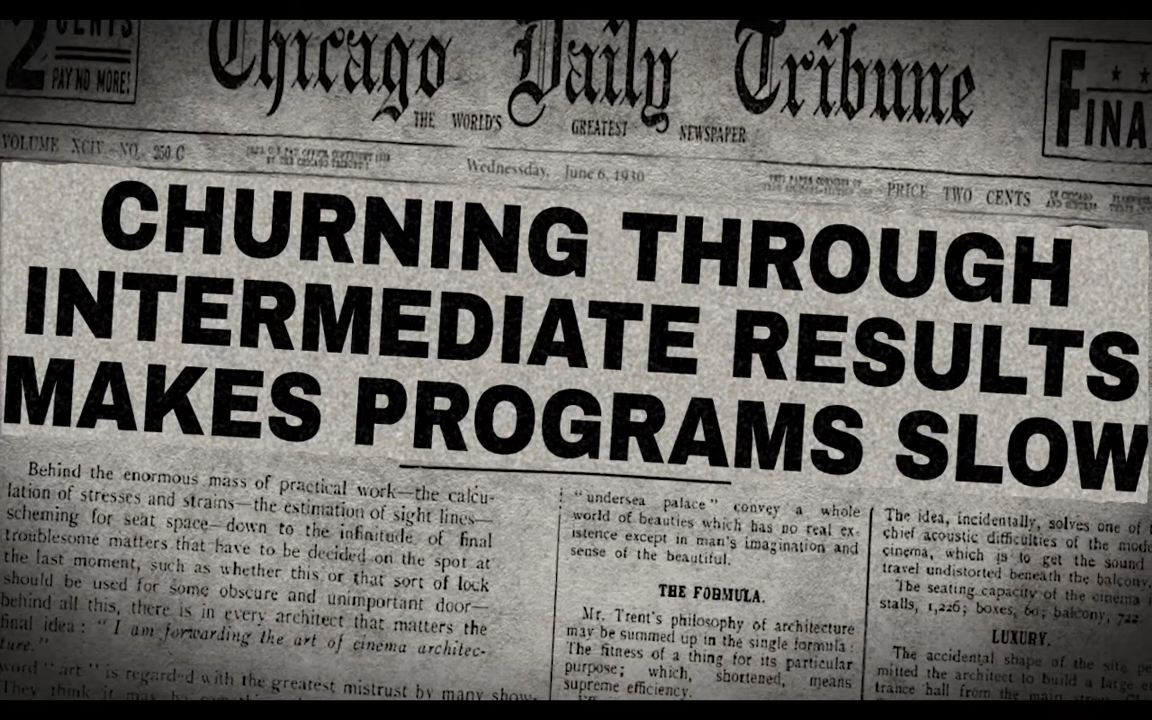 2 CENTS
PAY NO MORE!
Chicago Daily Tribune
THE WORLD'S GREATEST NEWSPAPER
FINA
VOLUME XCIV NO. 250 C
Wednesday, June 6, 1930
PRICE TWO CENTS
CHURNING THROUGH
INTERMEDIATE RESULTS
MAKES PROGRAMS SLOW
Behind the enormous mass of practical work—the calcu-
lation of stresses and strains—the estimation of sight lines—
scheming for seat space—down to the infinitude of final
troublesome matters that have to be decided on the spot at
the last moment, such as whether this or that sort of lock
should be used for some obscure and unimportant door—
behind all this, there is in every architect that matters the
final idea: "I am forwarding the art of cinema architec-
ture."
word "art" is regarded with the greatest mistrust by many show-
They think it may be
"undersea palace" convey a whole
world of beauties which has no real ex-
istence except in man's imagination and
sense of the beautiful.
THE FORMULA.
Mr. Trent's philosophy of architecture
may be summed up in the single formula:
The fitness of a thing for its particular
purpose; which, shortened, means
supreme efficiency.
The idea, incidentally, solves one of
chief acoustic difficulties of the mode
cinema, which is to get the sound
travel undistorted beneath the balcony.
The seating capacity of the cinema
stalls, 1,226; boxes, 60; balcony, 722.
LUXURY.
The accidental shape of the site pe
mitted the architect to build a large e
trance hall from the main